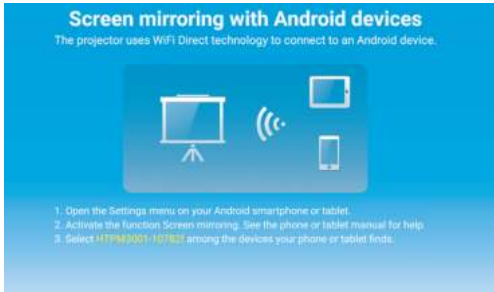 Screen mirroring with Android devices
The projector uses WiFi Direct technology to connect to an Android device.
1. Open the Settings menu on your Android smartphone or tablet.
2. Activate the function Screen mirroring. See the phone or tablet manual for help.
3. Select among the devices your phone or tablet finds.